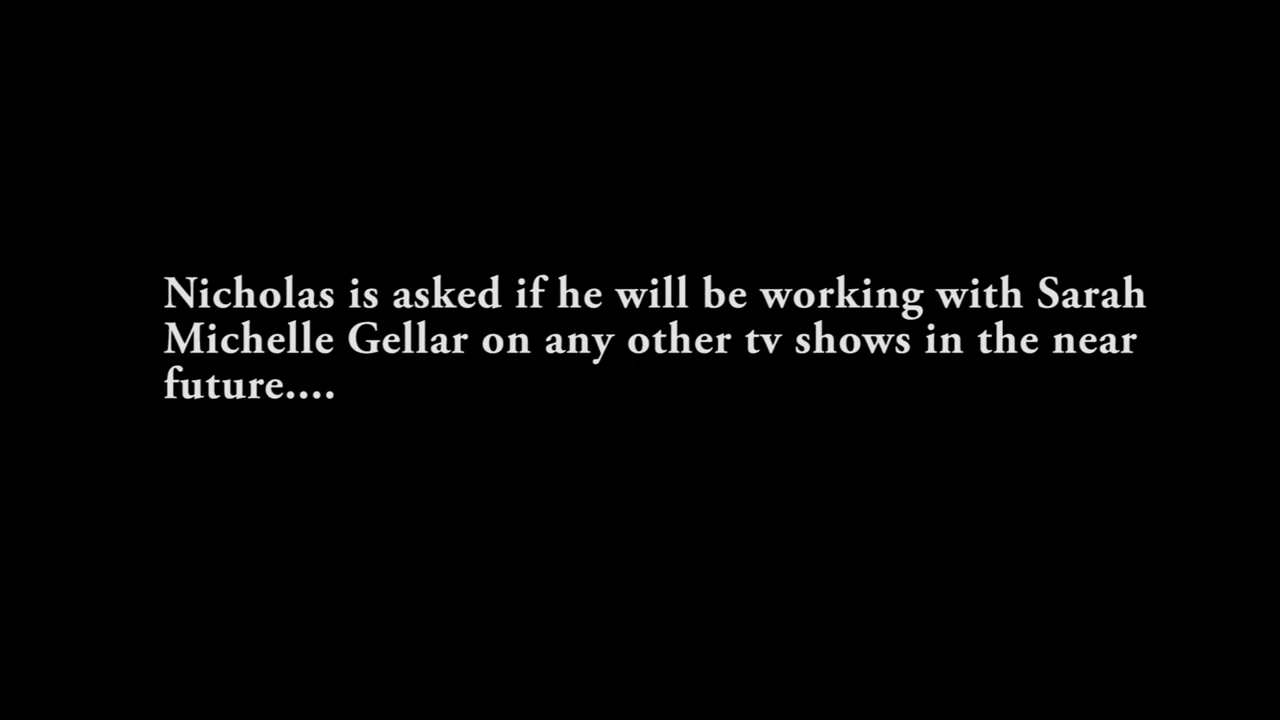 Nicholas is asked if he will be working with Sarah
Michelle Gellar on any other tv shows in the near
future....